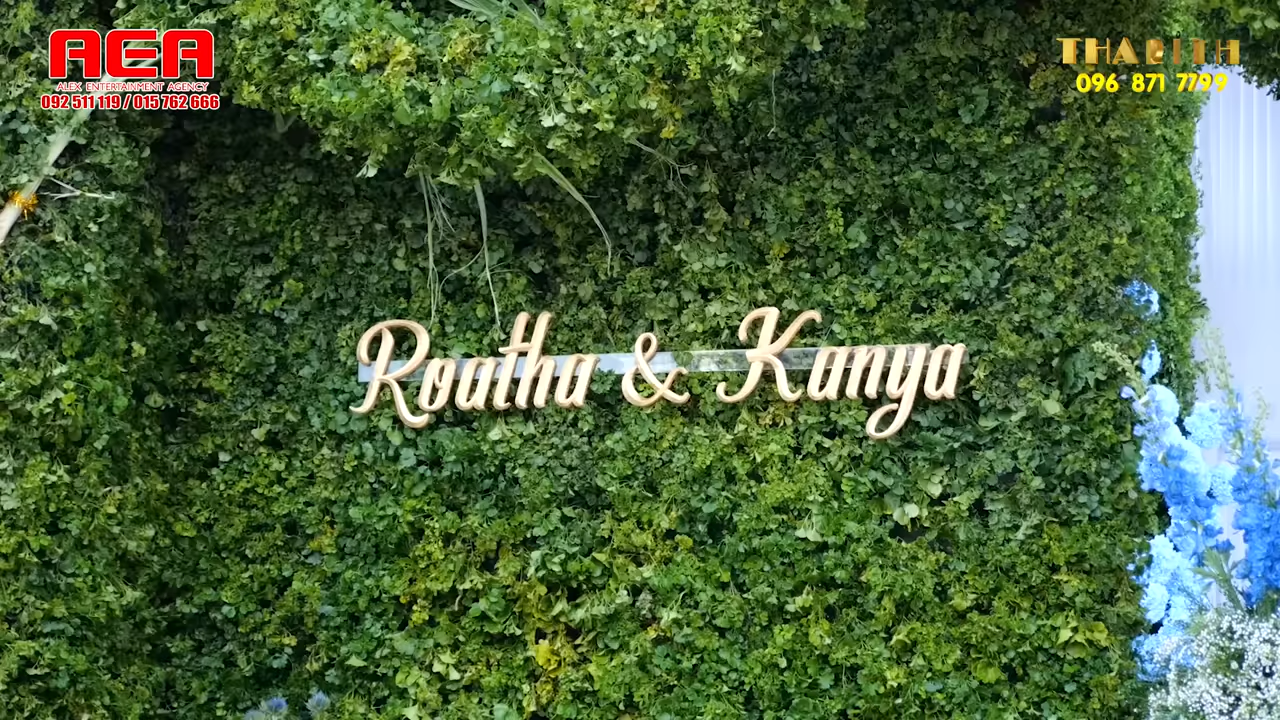 AEA
ALEX ENTERTAINMENT AGENCY
092 511 119 / 015 762 666
THARITH
096 871 7799
Roatha & Kanya